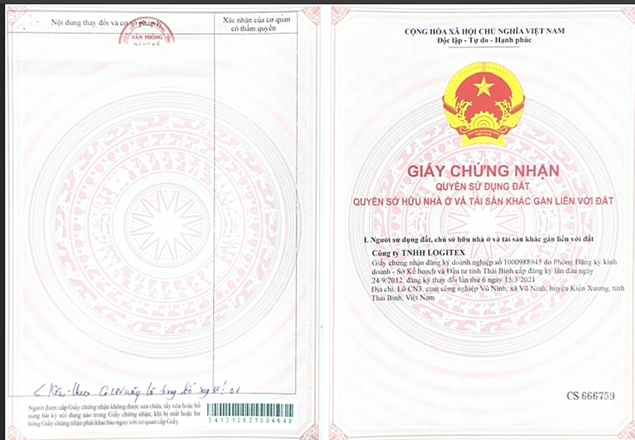 Nội dung thay đổi và cơ sở pháp lý
Xác nhận của cơ quan
có thẩm quyền
VĂN PHÒNG
Người được cấp Giấy chứng nhận không được sửa chữa, tẩy xóa hoặc bổ
sung bất kỳ nội dung nào trong Giấy chứng nhận; khi bị mất hoặc hư
hỏng Giấy chứng nhận phải khai báo ngay với cơ quan cấp Giấy.
CỘNG HÒA XÃ HỘI CHỦ NGHĨA VIỆT NAM
Độc lập - Tự do - Hạnh phúc
GIẤY CHỨNG NHẬN
QUYỀN SỬ DỤNG ĐẤT
QUYỀN SỞ HỮU NHÀ Ở VÀ TÀI SẢN KHÁC GẮN LIỀN VỚI ĐẤT
I. Người sử dụng đất, chủ sở hữu nhà ở và tài sản khác gắn liền với đất
Công ty TNHH LOGITEX
Giấy chứng nhận đăng ký doanh nghiệp số 1000988945 do Phòng Đăng ký kinh
doanh - Sở Kế hoạch và Đầu tư tỉnh Thái Bình cấp đăng ký lần đầu ngày
24/9/2012, đăng ký thay đổi lần thứ 6 ngày 15/3/2021
Địa chỉ: Lô CN3, cụm công nghiệp Vũ Ninh, xã Vũ Ninh, huyện Kiến Xương, tỉnh
Thái Bình, Việt Nam
CS 666759